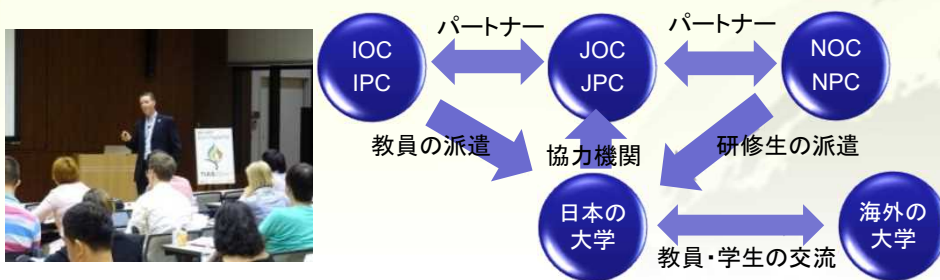 パートナー
パートナー
IOC
IPC
JOC
JPC
NOC
NPC
教員の派遣
協力機関
研修生の派遣
日本の
大学
海外の
大学
教員・学生の交流